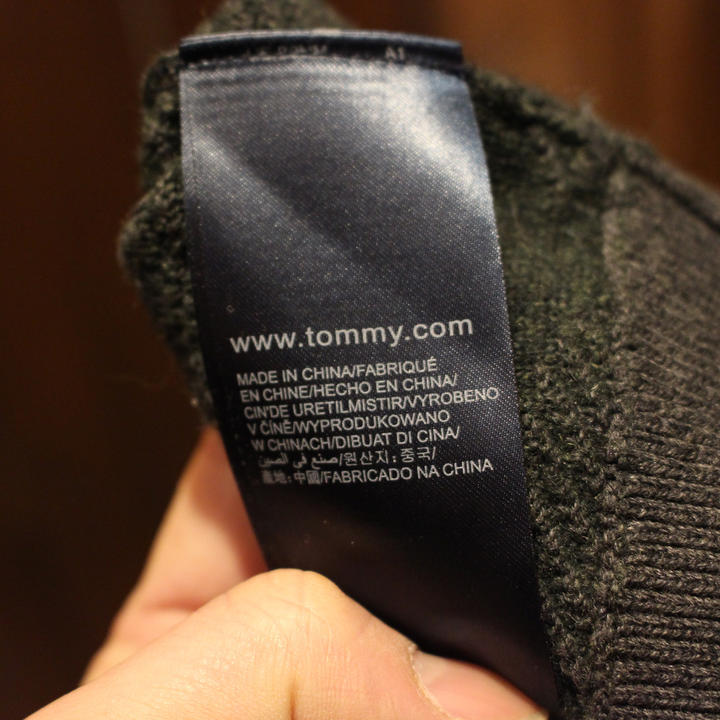 A1
www.tommy.com
MADE IN CHINA/FABRIQUÉ
EN CHINE/HECHO EN CHINA/
CIN'DE URETILMISTIR/VYROBENO
V ČÍNĚ/WYPRODUKOWANO
W CHINACH/DIBUAT DI CINA/
صنع في الصين/원산지:중국/
產地:中國/FABRICADO NA CHINA